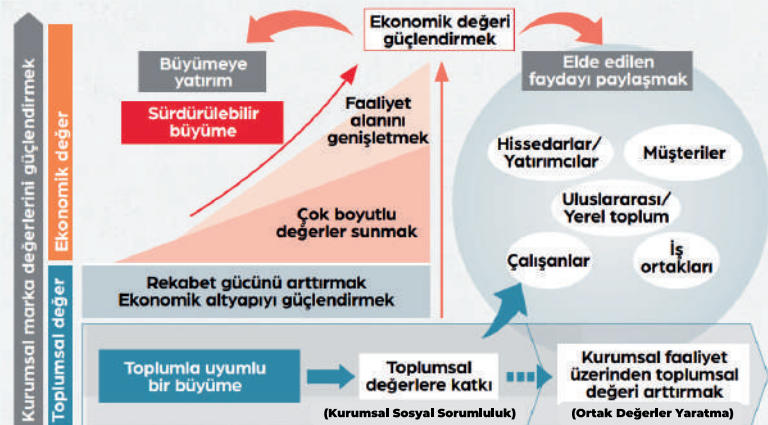 Kurumsal marka değerlerini güçlendirmek
Ekonomik değer
Toplumsal değer
Ekonomik değeri
güçlendirmek
Büyümeye
yatırım
Sürdürülebilir
büyüme
Elde edilen
faydayı paylaşmak
Faaliyet
alanını
genişletmek
Çok boyutlu
değerler sunmak
Hissedarlar/
Yatırımcılar
Müşteriler
Uluslararası/
Yerel toplum
Çalışanlar
İş
ortakları
Rekabet gücünü arttırmak
Ekonomik altyapıyı güçlendirmek
Toplumla uyumlu
bir büyüme
Toplumsal
değerlere katkı
(Kurumsal Sosyal Sorumluluk)
Kurumsal faaliyet
üzerinden toplumsal
değeri arttırmak
(Ortak Değerler Yaratma)